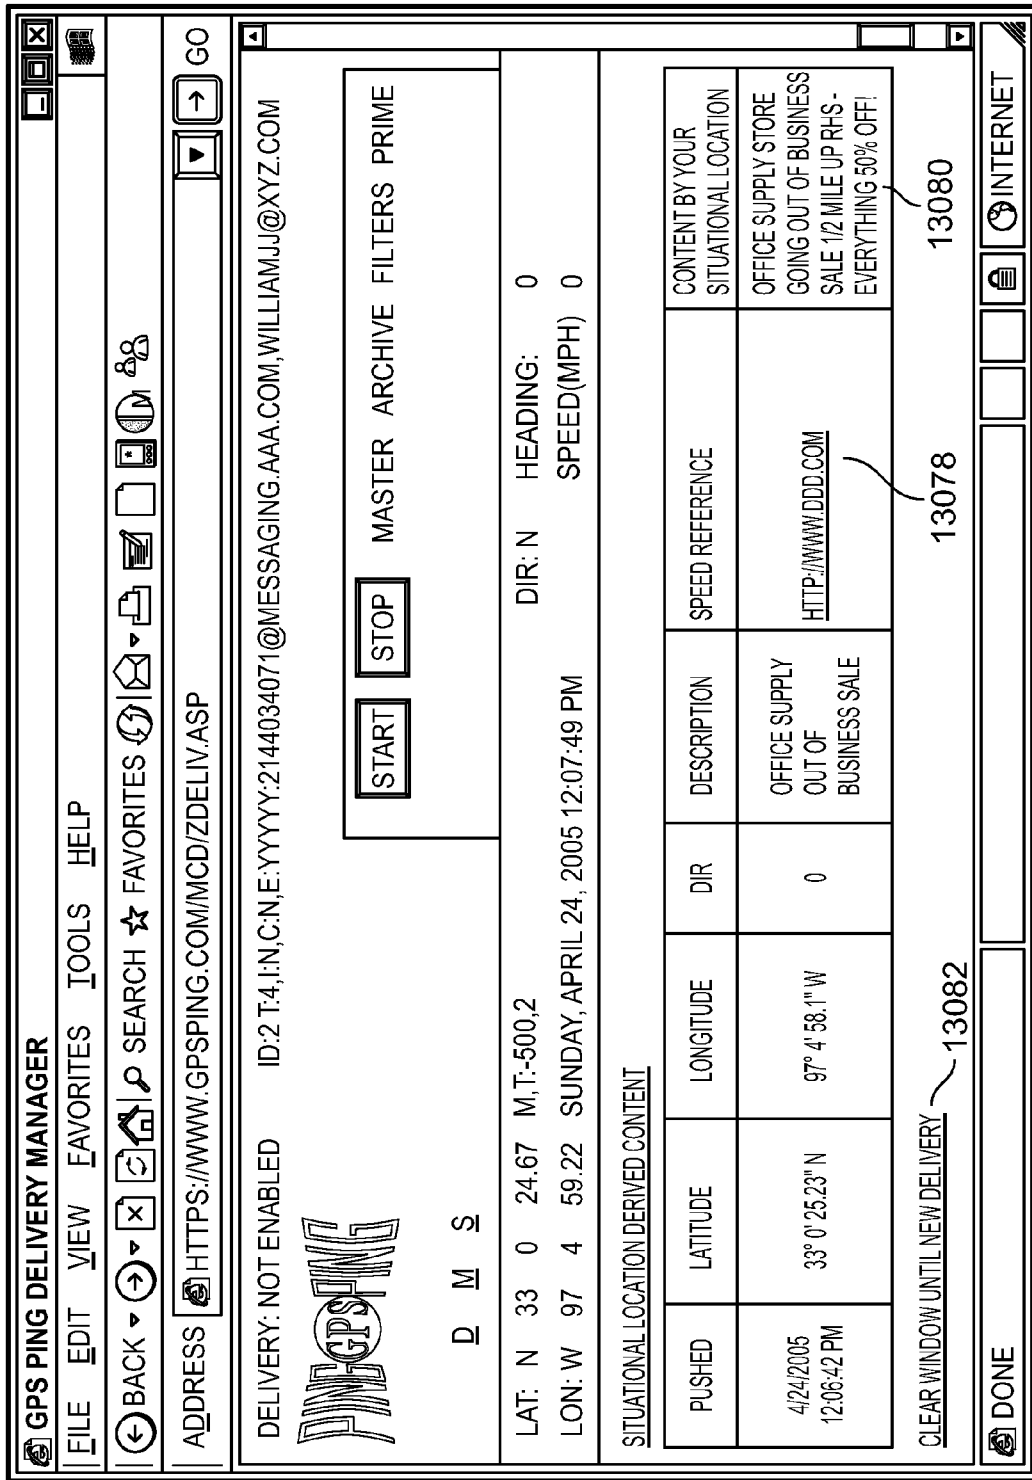 GPS PING DELIVERY MANAGER
FILE EDIT VIEW FAVORITES TOOLS HELP
BACK SEARCH FAVORITES M
ADDRESS HTTPS://WWW.GPSPING.COM/MCD/ZDELIV.ASP GO
DELIVERY: NOT ENABLED ID:2 T:4,I:N,C:N,E:YYYYY:2144034071@MESSAGING.AAA.COM,WILLIAMJJ@XYZ.COM
PING GPS PING
START STOP MASTER ARCHIVE FILTERS PRIME
D M S
LAT: N 33 0 24.67 M,T:-500,2 DIR: N HEADING: 0
LON: W 97 4 59.22 SUNDAY, APRIL 24, 2005 12:07:49 PM SPEED(MPH) 0
SITUATIONAL LOCATION DERIVED CONTENT
PUSHED LATITUDE LONGITUDE DIR DESCRIPTION SPEED REFERENCE CONTENT BY YOUR
SITUATIONAL LOCATION
4/24/2005
12:06:42 PM
33° 0' 25.23" N
97° 4' 58.1" W
0
OFFICE SUPPLY
OUT OF
BUSINESS SALE
HTTP://WWW.DDD.COM
OFFICE SUPPLY STORE
GOING OUT OF BUSINESS
SALE 1/2 MILE UP RHS -
EVERYTHING 50% OFF!
CLEAR WINDOW UNTIL NEW DELIVERY 13082
13078
13080
DONE INTERNET